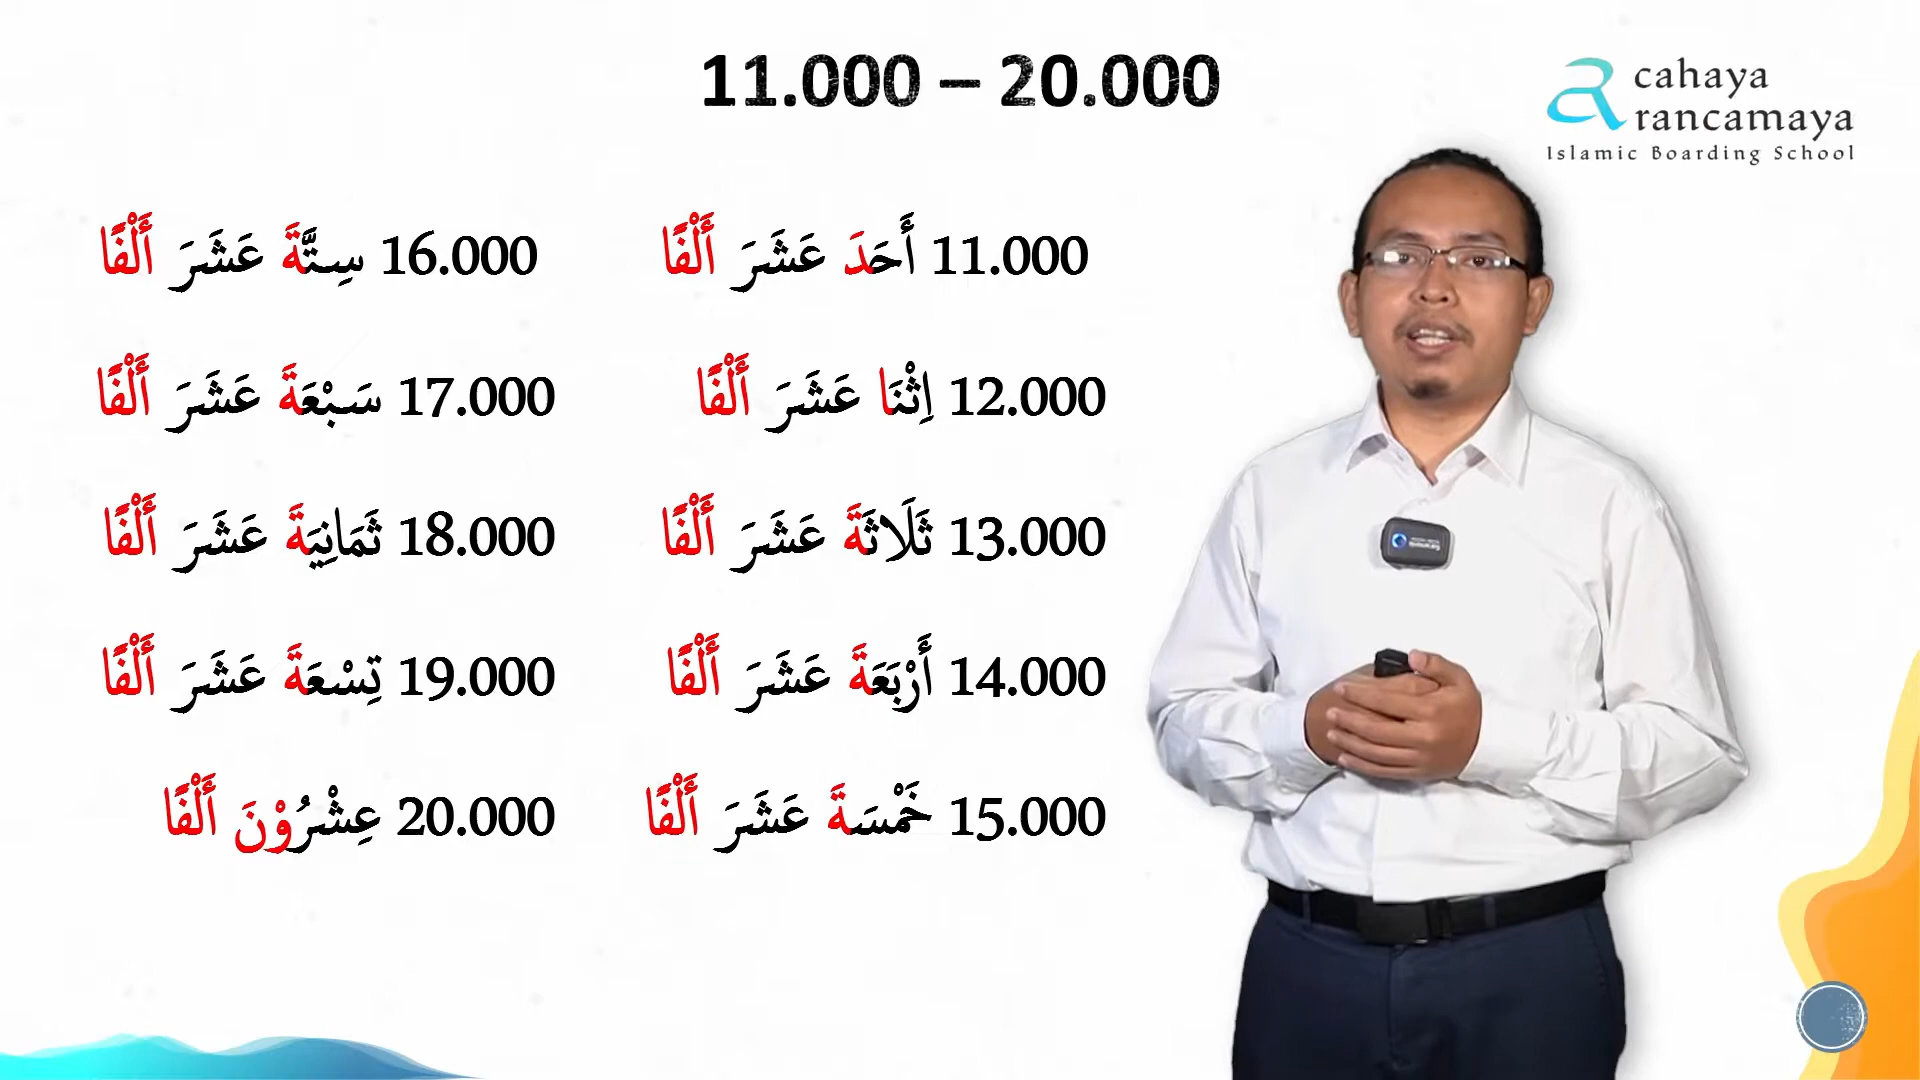 11.000 – 20.000
cahaya
rancamaya
Islamic Boarding School
11.000 أَحَدَ عَشَرَ أَلْفًا
12.000 اِثْنَا عَشَرَ أَلْفًا
13.000 ثَلَاثَةَ عَشَرَ أَلْفًا
14.000 أَرْبَعَةَ عَشَرَ أَلْفًا
15.000 خَمْسَةَ عَشَرَ أَلْفًا
16.000 سِتَّةَ عَشَرَ أَلْفًا
17.000 سَبْعَةَ عَشَرَ أَلْفًا
18.000 ثَمَانِيَةَ عَشَرَ أَلْفًا
19.000 تِسْعَةَ عَشَرَ أَلْفًا
20.000 عِشْرُوْنَ أَلْفًا